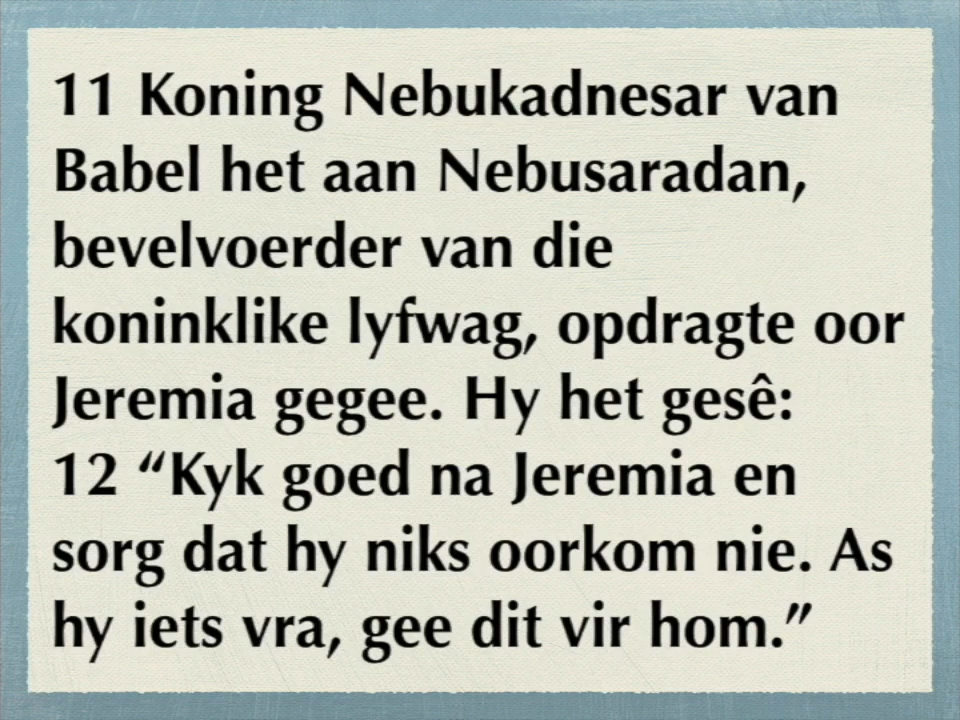 11 Koning Nebukadnesar van
Babel het aan Nebusaradan,
bevelvoerder van die
koninklike lyfwag, opdragte oor
Jeremia gegee. Hy het gesê:
12 “Kyk goed na Jeremia en
sorg dat hy niks oorkom nie. As
hy iets vra, gee dit vir hom.”